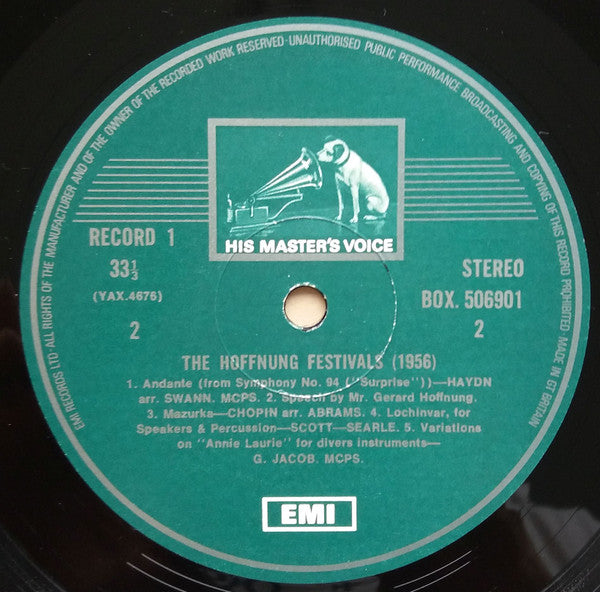 EMI RECORDS LTD ALL RIGHTS OF THE MANUFACTURER AND OF THE OWNER OF THE RECORDED WORK RESERVED·UNAUTHORISED PUBLIC PERFORMANCE BROADCASTING AND COPYING OF THIS RECORD PROHIBITED·MADE IN GT BRITAIN
HIS MASTER'S VOICE
RECORD 1
33⅓
STEREO
(YAX.4676)
BOX. 506901
2
2
THE HOFFNUNG FESTIVALS (1956)
1. Andante (from Symphony No. 94 ("Surprise"))—HAYDN
arr. SWANN. MCPS. 2. Speech by Mr. Gerard Hoffnung.
3. Mazurka—CHOPIN arr. ABRAMS. 4. Lochinvar, for
Speakers & Percussion—SCOTT—SEARLE. 5. Variations
on "Annie Laurie" for divers instruments—
G. JACOB. MCPS.
EMI